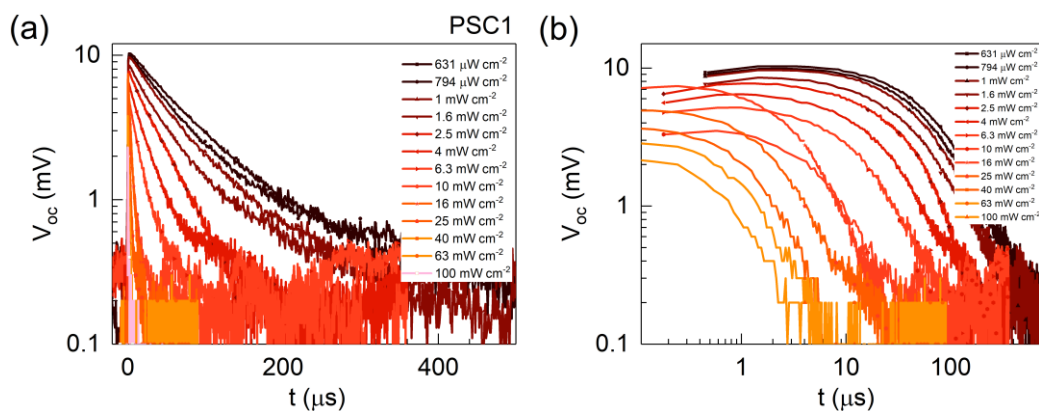 (a)
PSC1
V_oc (mV)
10
1
0.1
631 μW cm⁻²
794 μW cm⁻²
1 mW cm⁻²
1.6 mW cm⁻²
2.5 mW cm⁻²
4 mW cm⁻²
6.3 mW cm⁻²
10 mW cm⁻²
16 mW cm⁻²
25 mW cm⁻²
40 mW cm⁻²
63 mW cm⁻²
100 mW cm⁻²
0
200
400
t (μs)
(b)
V_oc (mV)
10
1
0.1
631 μW cm⁻²
794 μW cm⁻²
1 mW cm⁻²
1.6 mW cm⁻²
2.5 mW cm⁻²
4 mW cm⁻²
6.3 mW cm⁻²
10 mW cm⁻²
16 mW cm⁻²
25 mW cm⁻²
40 mW cm⁻²
63 mW cm⁻²
100 mW cm⁻²
1
10
100
t (μs)